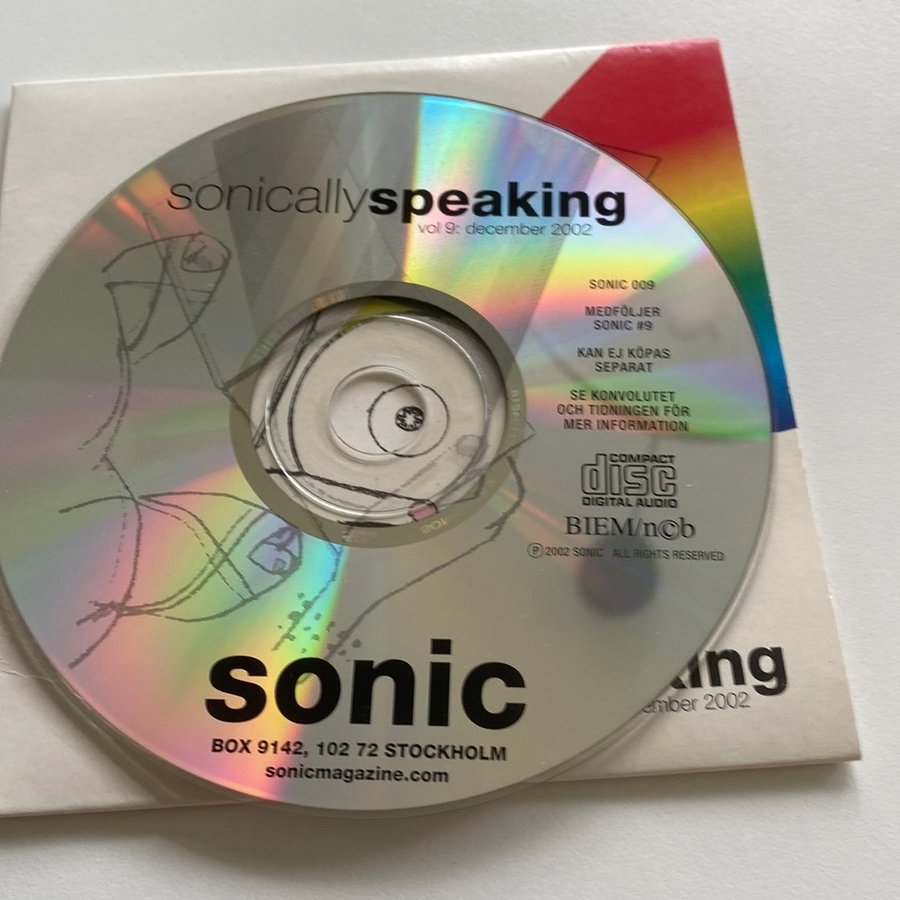 sonicallyspeaking
vol 9: december 2002
SONIC 009
MEDFÖLJER
SONIC #9
KAN EJ KÖPAS
SEPARAT
SE KONVOLUTET
OCH TIDNINGEN FÖR
MER INFORMATION
COMPACT
disc
DIGITAL AUDIO
BIEM/n©b
℗ 2002 SONIC ALL RIGHTS RESERVED
sonic
BOX 9142, 102 72 STOCKHOLM
sonicmagazine.com
king
ember 2002